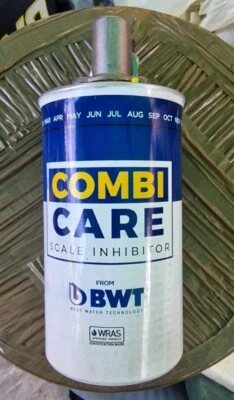 MAR APR MAY JUN JUL AUG SEP OCT
COMBI
CARE
SCALE INHIBITOR
FROM
BWT
BEST WATER TECHNOLOGY
WRAS